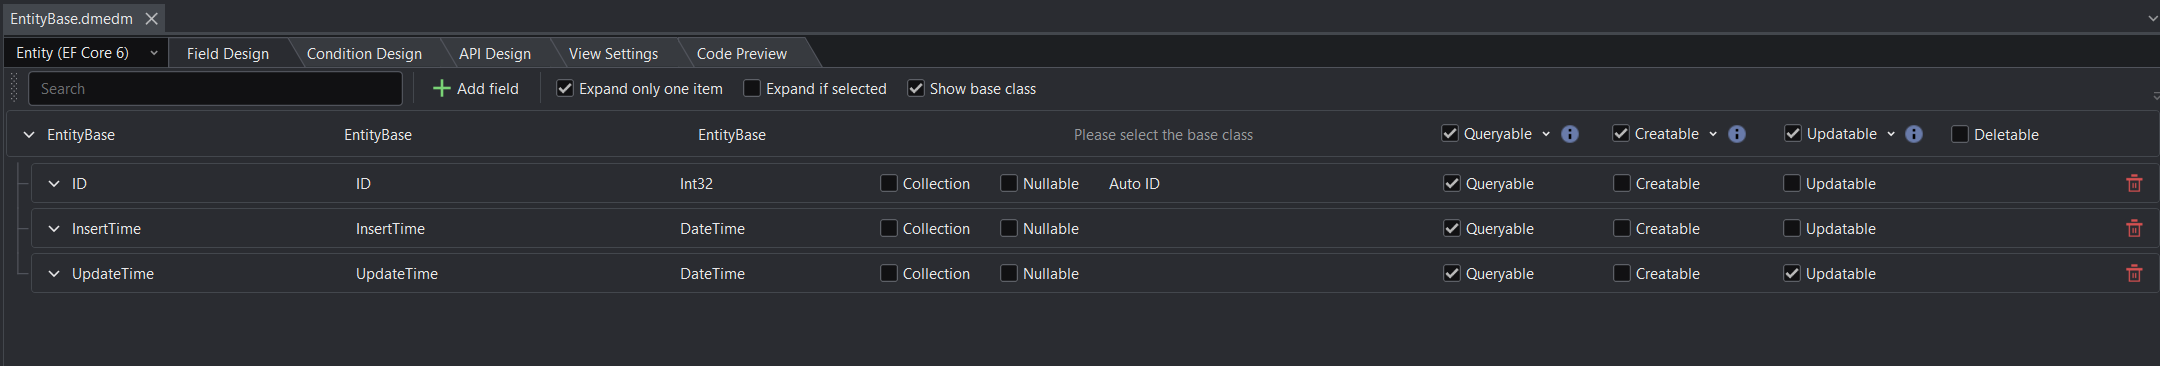 EntityBase.dmedm
Entity (EF Core 6) Field Design Condition Design API Design View Settings Code Preview
Search Add field Expand only one item Expand if selected Show base class
EntityBase EntityBase EntityBase Please select the base class Queryable Creatable Updatable Deletable
ID ID Int32 Collection Nullable Auto ID Queryable Creatable Updatable
InsertTime InsertTime DateTime Collection Nullable Queryable Creatable Updatable
UpdateTime UpdateTime DateTime Collection Nullable Queryable Creatable Updatable